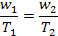 w₁/T₁ = w₂/T₂